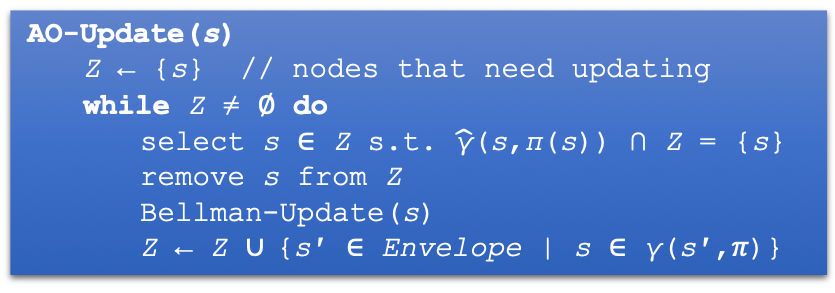 AO-Update(s)
Z ← {s} // nodes that need updating
while Z ≠ Ø do
select s ∈ Z s.t. γ̂(s,π(s)) ∩ Z = {s}
remove s from Z
Bellman-Update(s)
Z ← Z ∪ {s' ∈ Envelope | s ∈ γ(s',π)}